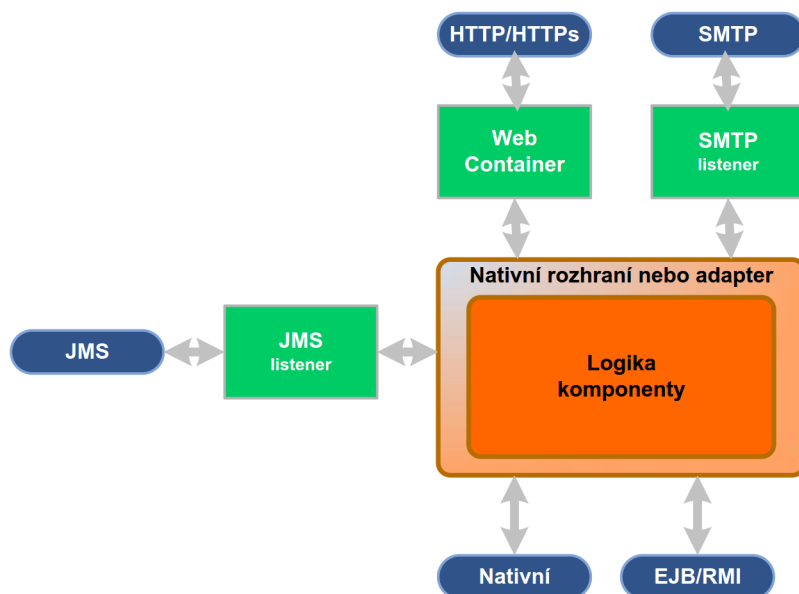 HTTP/HTTPs
SMTP
Web
Container
SMTP
listener
Nativní rozhraní nebo adapter
JMS
JMS
listener
Logika
komponenty
Nativní
EJB/RMI